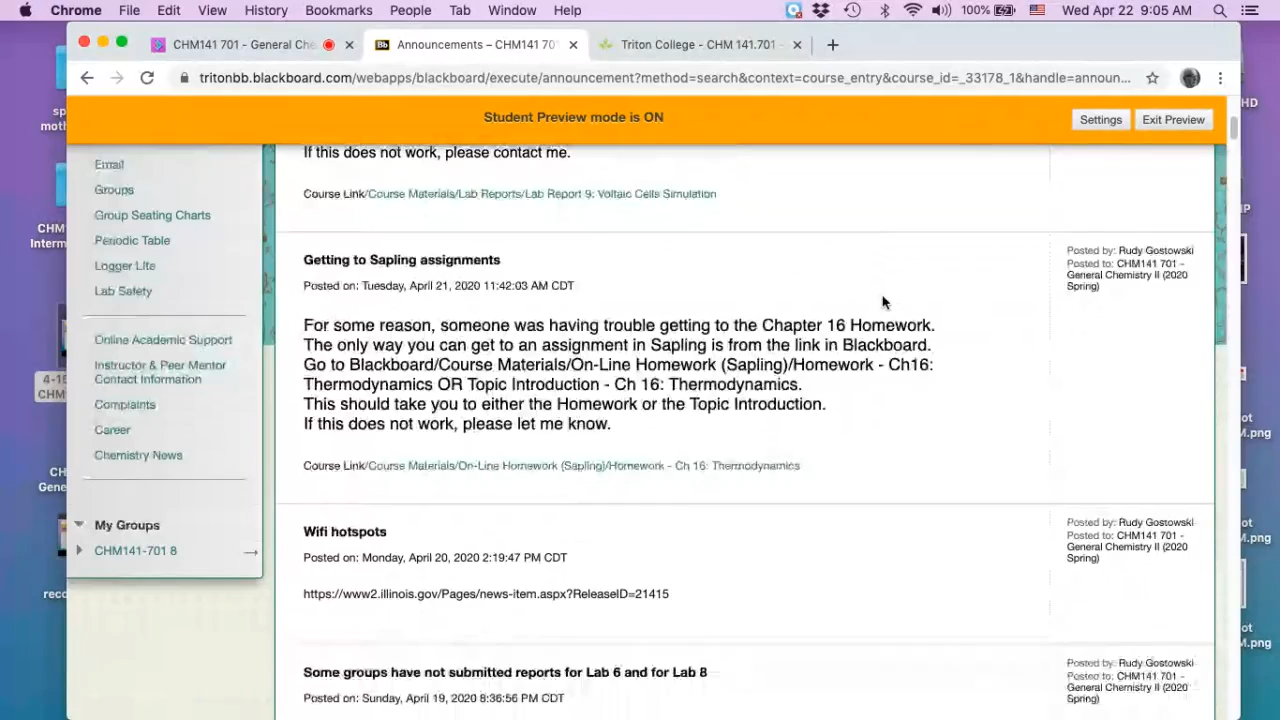 Chrome File Edit View History Bookmarks People Tab Window Help 100% Wed Apr 22 9:05 AM
CHM141 701 - General Che Announcements – CHM141 70 Triton College - CHM 141.701 -
tritonbb.blackboard.com/webapps/blackboard/execute/announcement?method=search&context=course_entry&course_id=_33178_1&handle=announ...
Student Preview mode is ON
Settings
Exit Preview
Email
Groups
Group Seating Charts
Periodic Table
Logger Lite
Lab Safety
Online Academic Support
Instructor & Peer Mentor
Contact Information
Complaints
Career
Chemistry News
My Groups
CHM141-701 8
If this does not work, please contact me.
Course Link/Course Materials/Lab Reports/Lab Report 9: Voltaic Cells Simulation
Getting to Sapling assignments
Posted on: Tuesday, April 21, 2020 11:42:03 AM CDT
For some reason, someone was having trouble getting to the Chapter 16 Homework.
The only way you can get to an assignment in Sapling is from the link in Blackboard.
Go to Blackboard/Course Materials/On-Line Homework (Sapling)/Homework - Ch16:
Thermodynamics OR Topic Introduction - Ch 16: Thermodynamics.
This should take you to either the Homework or the Topic Introduction.
If this does not work, please let me know.
Course Link/Course Materials/On-Line Homework (Sapling)/Homework - Ch 16: Thermodynamics
Posted by: Rudy Gostowski
Posted to: CHM141 701 -
General Chemistry II (2020
Spring)
Wifi hotspots
Posted on: Monday, April 20, 2020 2:19:47 PM CDT
https://www2.illinois.gov/Pages/news-item.aspx?ReleaseID=21415
Posted by: Rudy Gostowski
Posted to: CHM141 701 -
General Chemistry II (2020
Spring)
Some groups have not submitted reports for Lab 6 and for Lab 8
Posted on: Sunday, April 19, 2020 8:36:56 PM CDT
Posted by: Rudy Gostowski
Posted to: CHM141 701 -
General Chemistry II (2020
Spring)